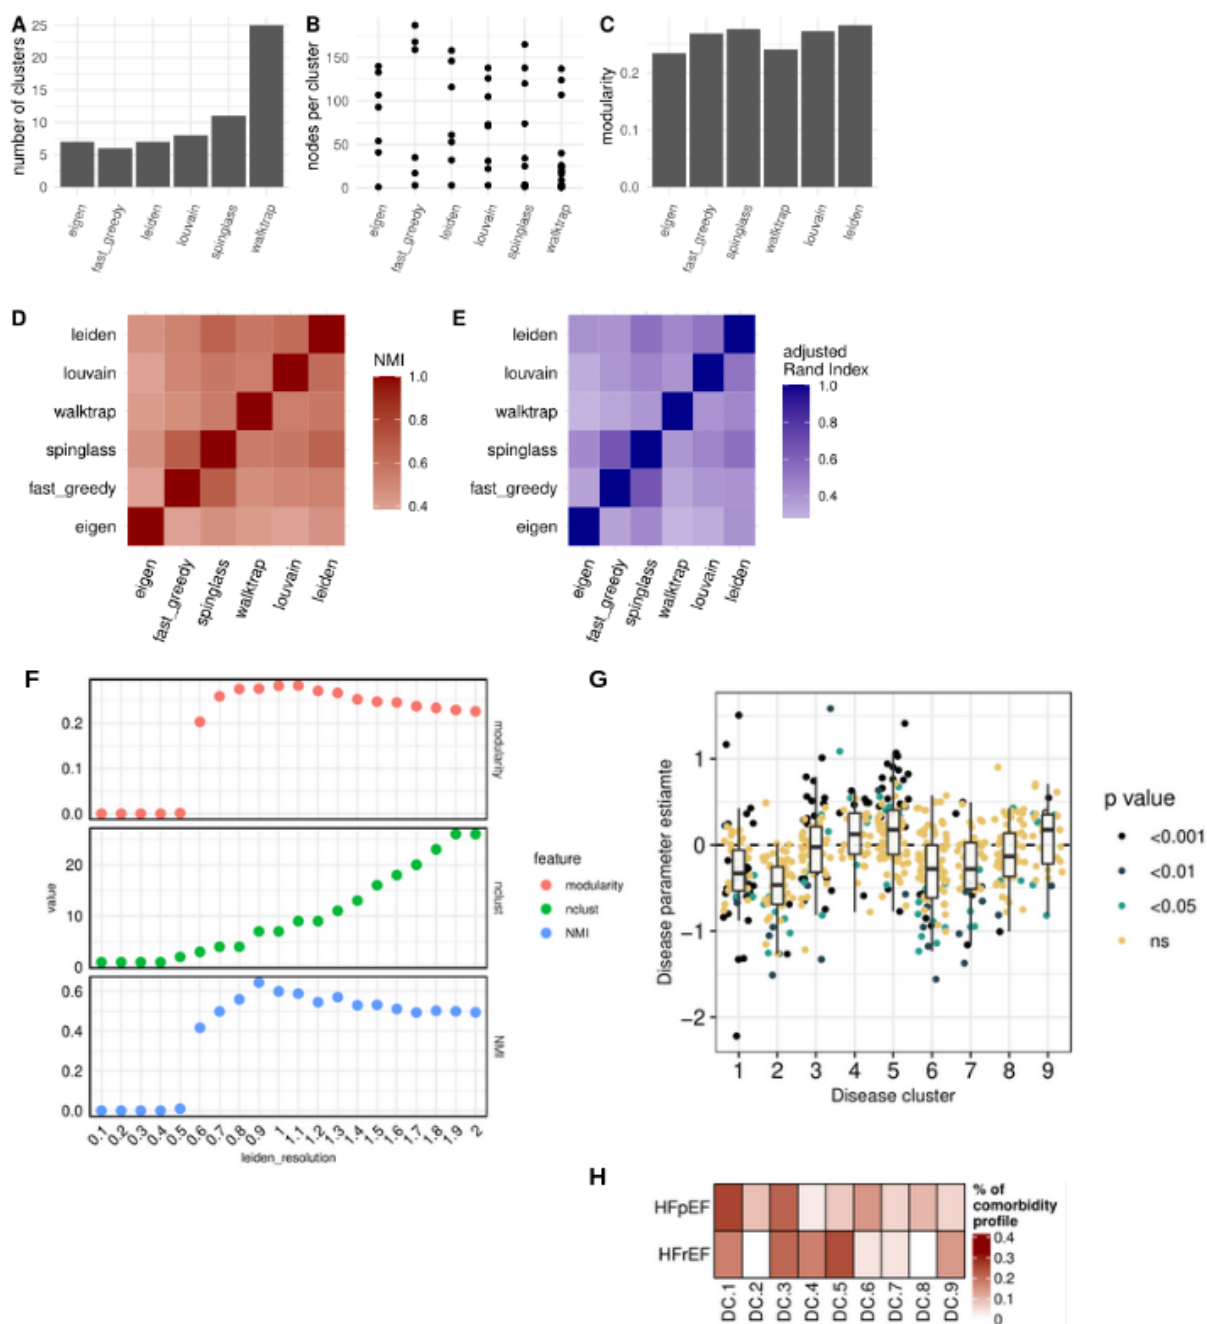 A
number of clusters
25
20
15
10
5
0
eigen
fast_greedy
leiden
louvain
spinglass
walktrap
B
nodes per cluster
150
100
50
0
eigen
fast_greedy
leiden
louvain
spinglass
walktrap
C
modularity
0.2
0.1
0.0
eigen
fast_greedy
spinglass
walktrap
louvain
leiden
D
leiden
louvain
walktrap
spinglass
fast_greedy
eigen
eigen
fast_greedy
spinglass
walktrap
louvain
leiden
NMI
1.0
0.8
0.6
0.4
E
leiden
louvain
walktrap
spinglass
fast_greedy
eigen
eigen
fast_greedy
spinglass
walktrap
louvain
leiden
adjusted
Rand Index
1.0
0.8
0.6
0.4
F
value
0.2
0.1
0.0
modularity
20
10
0
nclust
0.6
0.4
0.2
0.0
NMI
0.1 0.2 0.3 0.4 0.5 0.6 0.7 0.8 0.9 1 1.1 1.2 1.3 1.4 1.5 1.6 1.7 1.8 1.9 2
leiden_resolution
feature
modularity
nclust
NMI
G
Disease parameter estiamte
1
0
−1
−2
1 2 3 4 5 6 7 8 9
Disease cluster
p value
<0.001
<0.01
<0.05
ns
H
HFpEF
HFrEF
DC.1 DC.2 DC.3 DC.4 DC.5 DC.6 DC.7 DC.8 DC.9
% of
comorbidity
profile
0.4
0.3
0.2
0.1
0